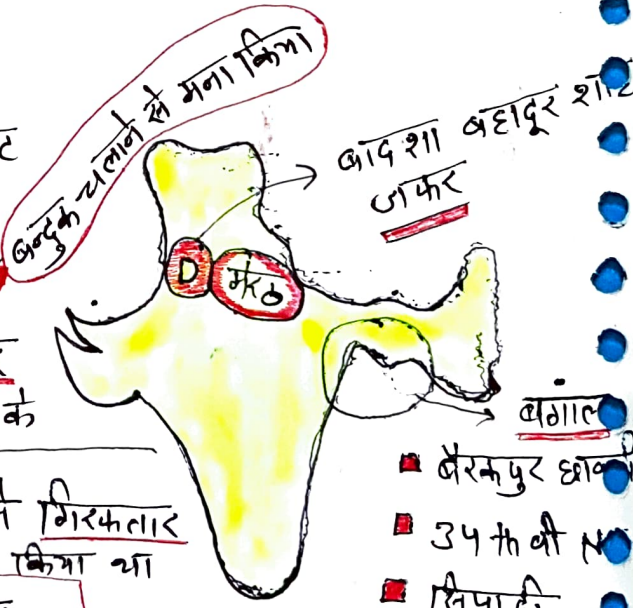 बन्दुक चलाने से मना किया
बादशा बहादूर
जफर
D
मेरठ
के
बंगाल
बैरकपुर
34 th वी
गिरफ्तार
किया था